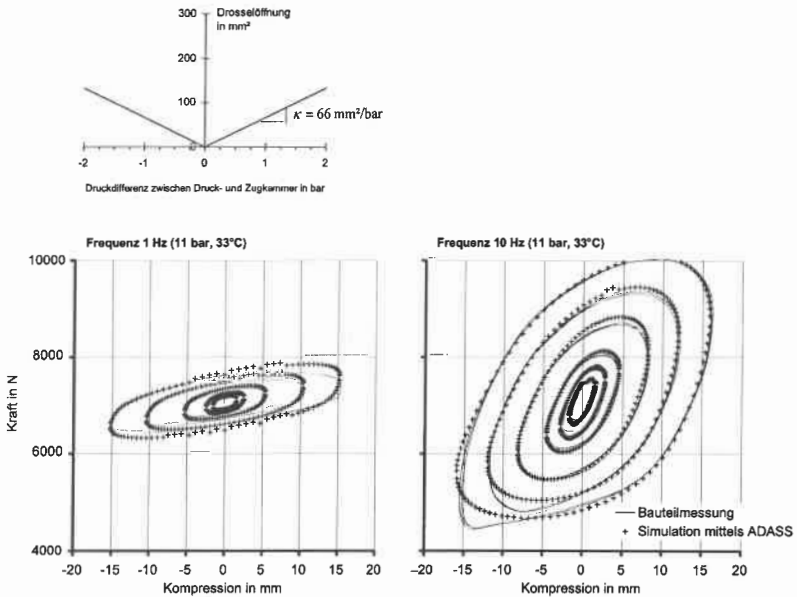 Drosselöffnung
in mm²
300
200
100
κ = 66 mm²/bar
0
-2 -1 0 1 2
Druckdifferenz zwischen Druck- und Zugkammer in bar
Frequenz 1 Hz (11 bar, 33°C)
Frequenz 10 Hz (11 bar, 33°C)
10000
8000
6000
4000
Kraft in N
-20 -15 -10 -5 0 5 10 15 20
Kompression in mm
Bauteilmessung
+ Simulation mittels ADASS
–20 -15 -10 -5 0 5 10 15 20
Kompression in mm